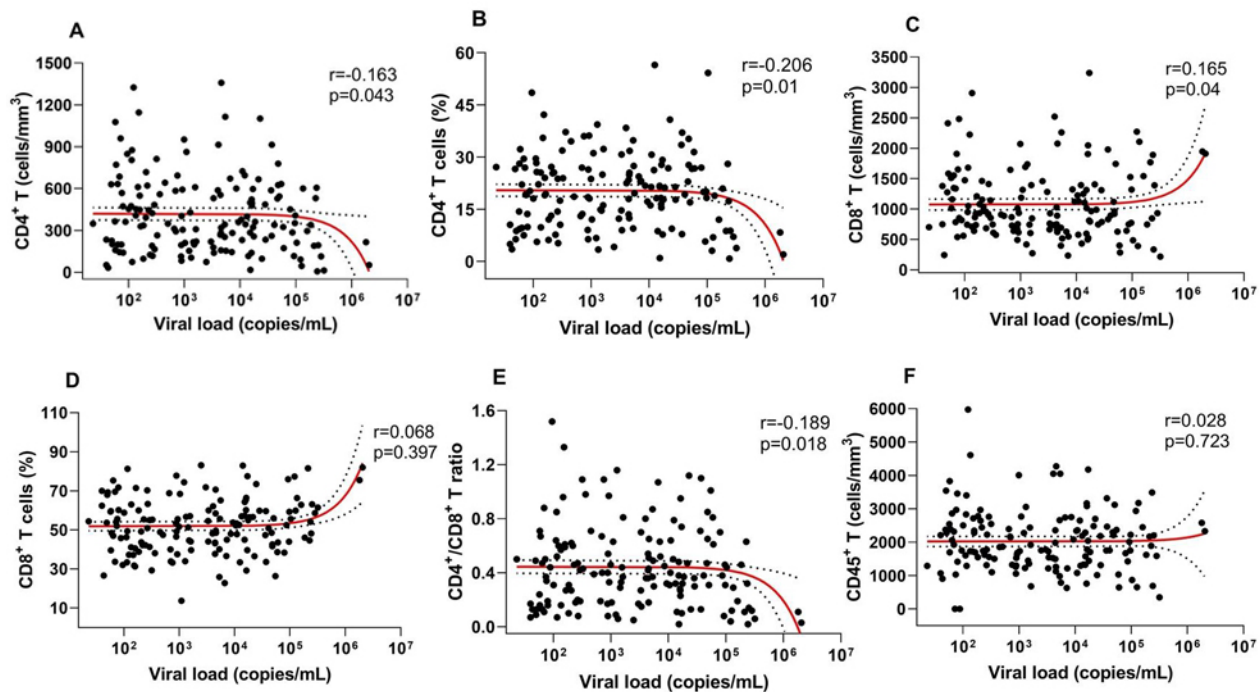 A
CD4+ T (cells/mm3)
1500
1200
900
600
300
0
r=-0.163
p=0.043
10^2 10^3 10^4 10^5 10^6 10^7
Viral load (copies/mL)
B
CD4+ T cells (%)
60
45
30
15
0
r=-0.206
p=0.01
10^2 10^3 10^4 10^5 10^6 10^7
Viral load (copies/mL)
C
CD8+ T (cells/mm3)
3500
3000
2500
2000
1500
1000
500
0
r=0.165
p=0.04
10^2 10^3 10^4 10^5 10^6 10^7
Viral load (copies/mL)
D
CD8+ T cells (%)
110
90
70
50
30
10
r=0.068
p=0.397
10^2 10^3 10^4 10^5 10^6 10^7
Viral load (copies/mL)
E
CD4+/CD8+ T ratio
1.6
1.2
0.8
0.4
0.0
r=-0.189
p=0.018
10^2 10^3 10^4 10^5 10^6 10^7
Viral load (copies/mL)
F
CD45+ T (cells/mm3)
6000
5000
4000
3000
2000
1000
0
r=0.028
p=0.723
10^2 10^3 10^4 10^5 10^6 10^7
Viral load (copies/mL)